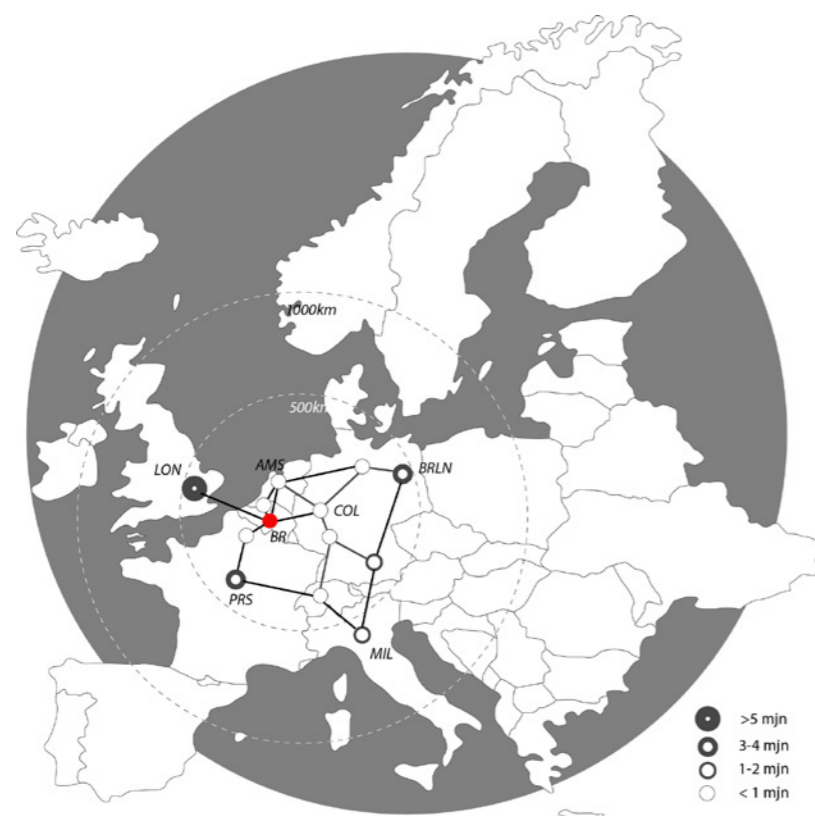 1000km
500km
AMS
LON
BRLN
COL
BR
PRS
MIL
>5 mjn
3-4 mjn
1-2 mjn
< 1 mjn